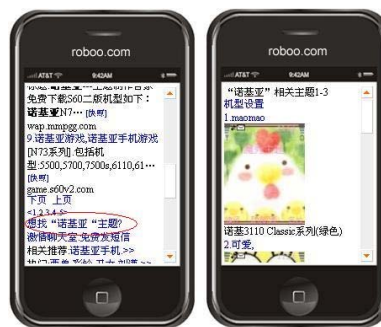 roboo.com
AT&T 9:42AM
免费下载S60二版机型如下：
诺基亚N7… [快照]
wap.mmpgg.com
9.诺基亚游戏,诺基亚手机游戏
[N73系列] 包括机
型:5500,5700,7500s,6110,61…
[快照]
game.s60v2.com
下页 上页
<1 2 3 4 5>
想找“诺基亚“主题?
激情聊天室:免费发短信
相关推荐:诺基亚手机 >>
roboo.com
AT&T 9:42AM
“诺基亚”相关主题1-3
机型设置
1.maomao
诺基3110 Classic系列(绿色)
2.可爱,